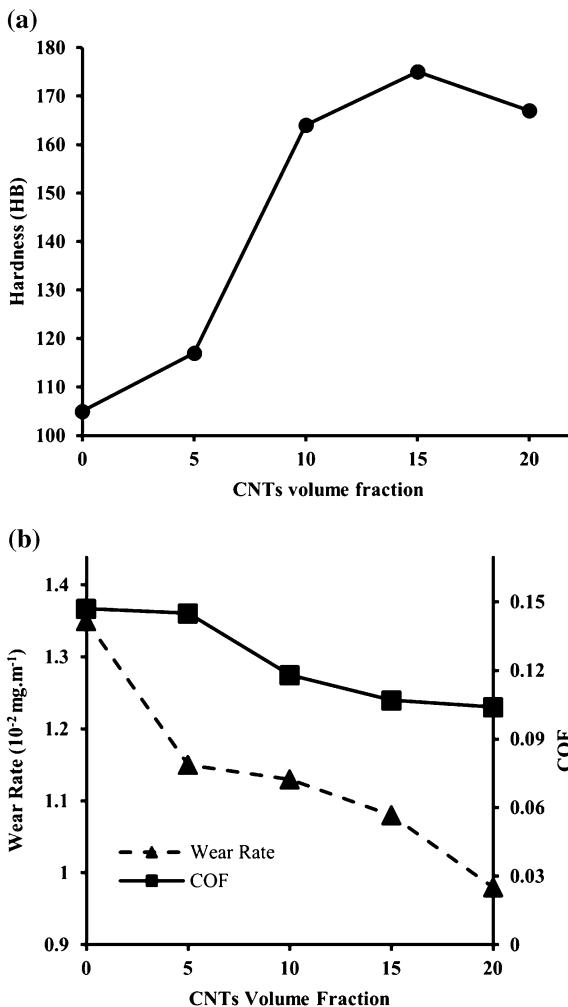 (a)
180
170
160
150
140
130
120
110
100
Hardness (HB)
0 5 10 15 20
CNTs volume fraction
(b)
1.4
1.3
1.2
1.1
1
0.9
Wear Rate (10⁻² mg.m⁻¹)
0.15
0.12
0.09
0.06
0.03
0
COF
Wear Rate
COF
0 5 10 15 20
CNTs Volume Fraction